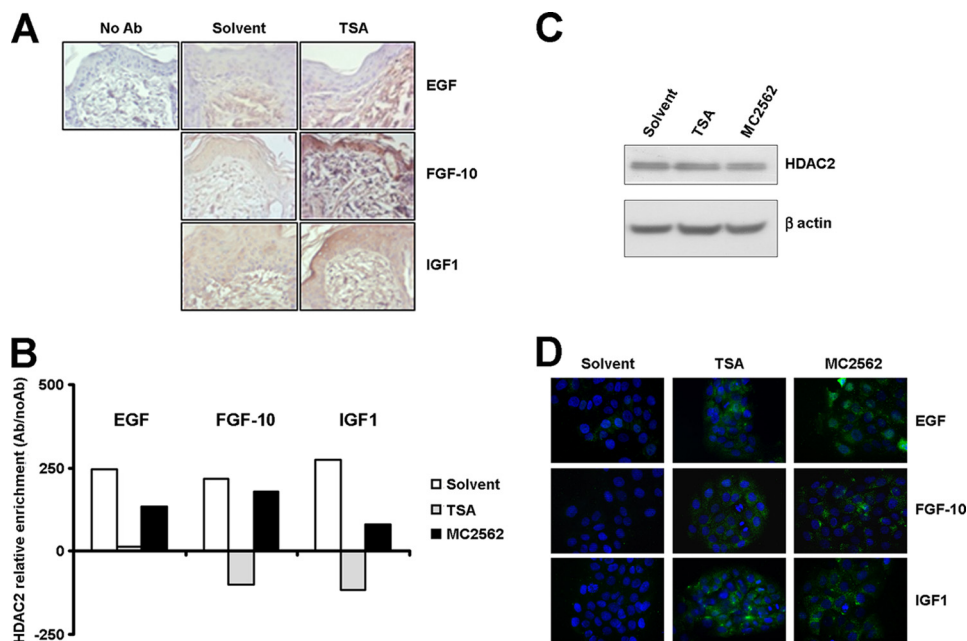 A
No Ab Solvent TSA
EGF
FGF-10
IGF1
B
HDAC2 relative enrichment (Ab/noAb)
500
250
0
-250
EGF FGF-10 IGF1
Solvent
TSA
MC2562
C
Solvent TSA MC2562
HDAC2
β actin
D
Solvent TSA MC2562
EGF
FGF-10
IGF1